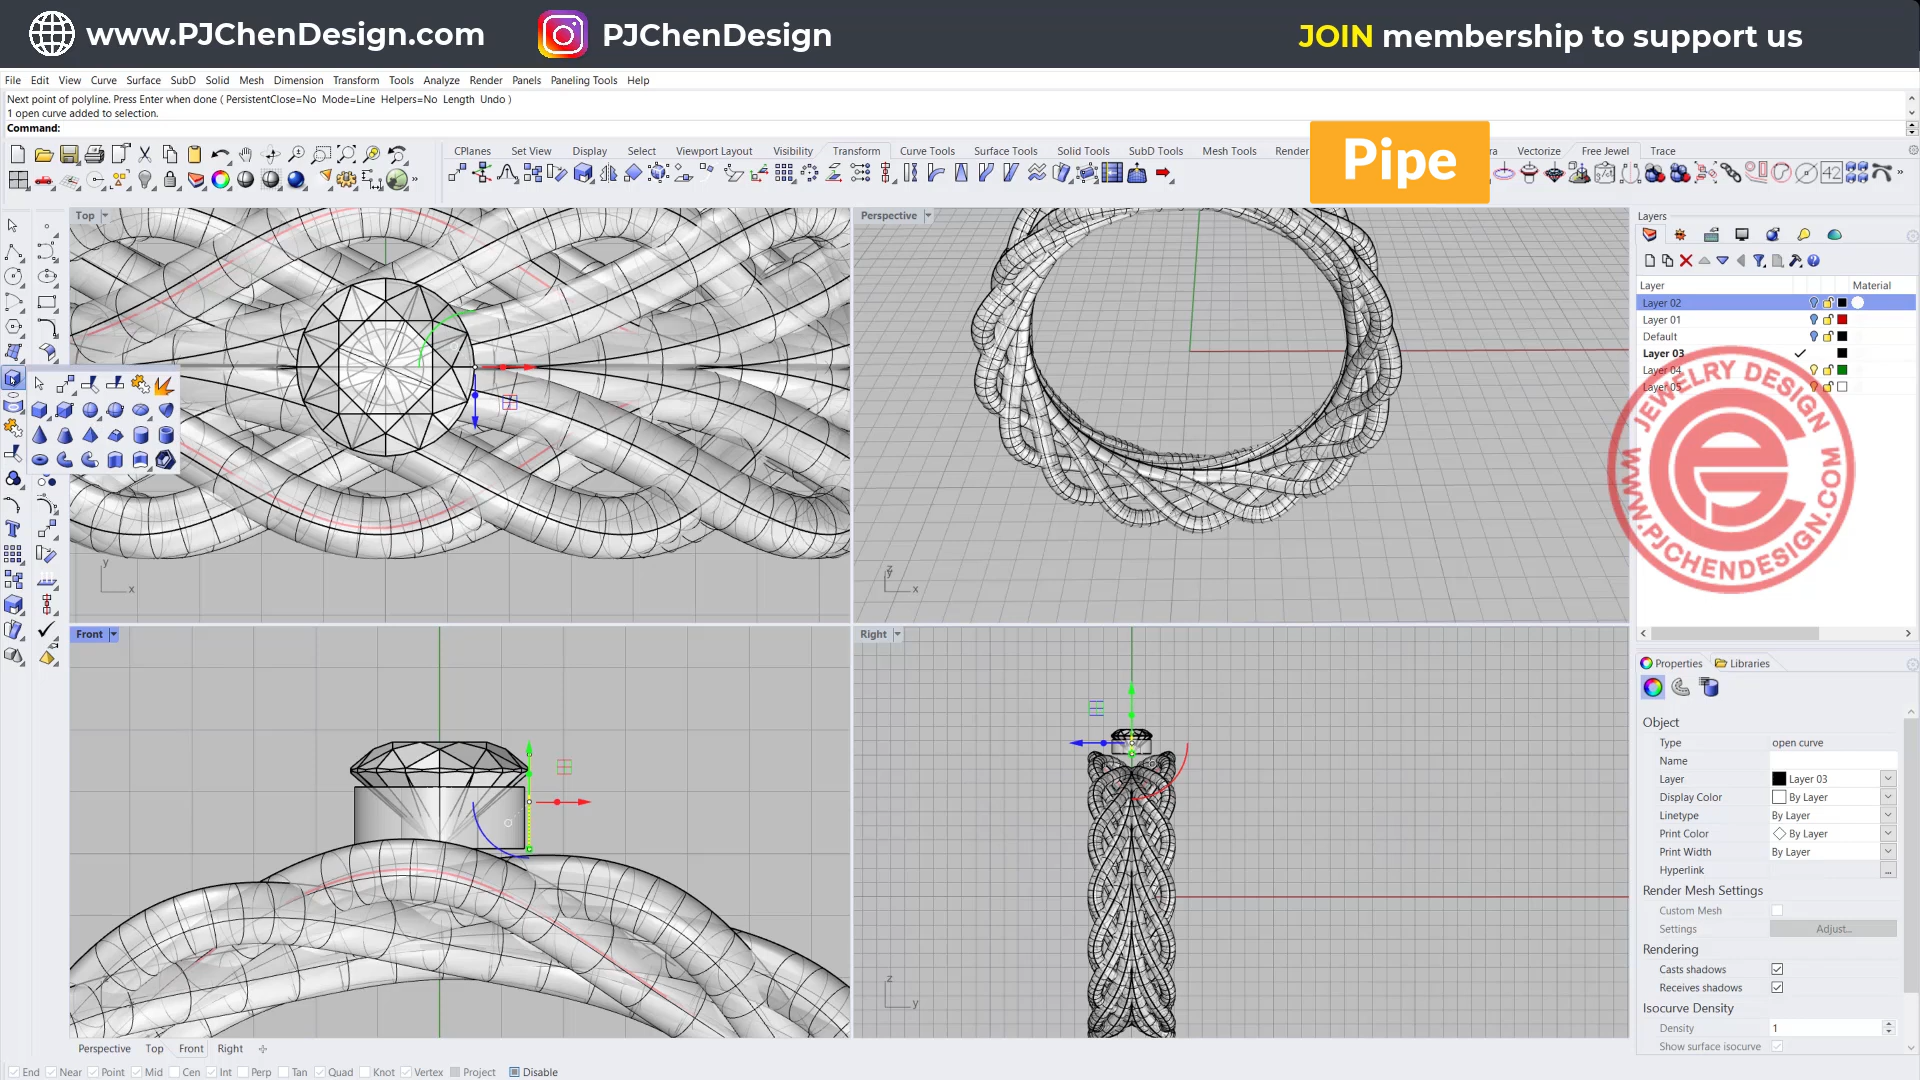 www.PJChenDesign.com
PJChenDesign
JOIN membership to support us
File Edit View Curve Surface SubD Solid Mesh Dimension Transform Tools Analyze Render Panels Paneling Tools Help
Next point of polyline. Press Enter when done ( PersistentClose=No Mode=Line Helpers=No Length Undo )
1 open curve added to selection.
Command:
Pipe
CPlanes Set View Display Select Viewport Layout Visibility Transform Curve Tools Surface Tools Solid Tools SubD Tools Mesh Tools Render Vectorize Free Jewel Trace
42
Top
Perspective
Layers
Layer Material
Layer 02
Layer 01
Default
Layer 03
Layer 04
Layer 05
JEWELRY DESIGN
WWW.PJCHENDESIGN.COM
y
x
z
y
x
Front
Right
z
y
Properties Libraries
Object
Type open curve
Name
Layer Layer 03
Display Color By Layer
Linetype By Layer
Print Color By Layer
Print Width By Layer
Hyperlink ...
Render Mesh Settings
Custom Mesh
Settings Adjust...
Rendering
Casts shadows
Receives shadows
Isocurve Density
Density 1
Show surface isocurve
Perspective Top Front Right
End Near Point Mid Cen Int Perp Tan Quad Knot Vertex Project Disable